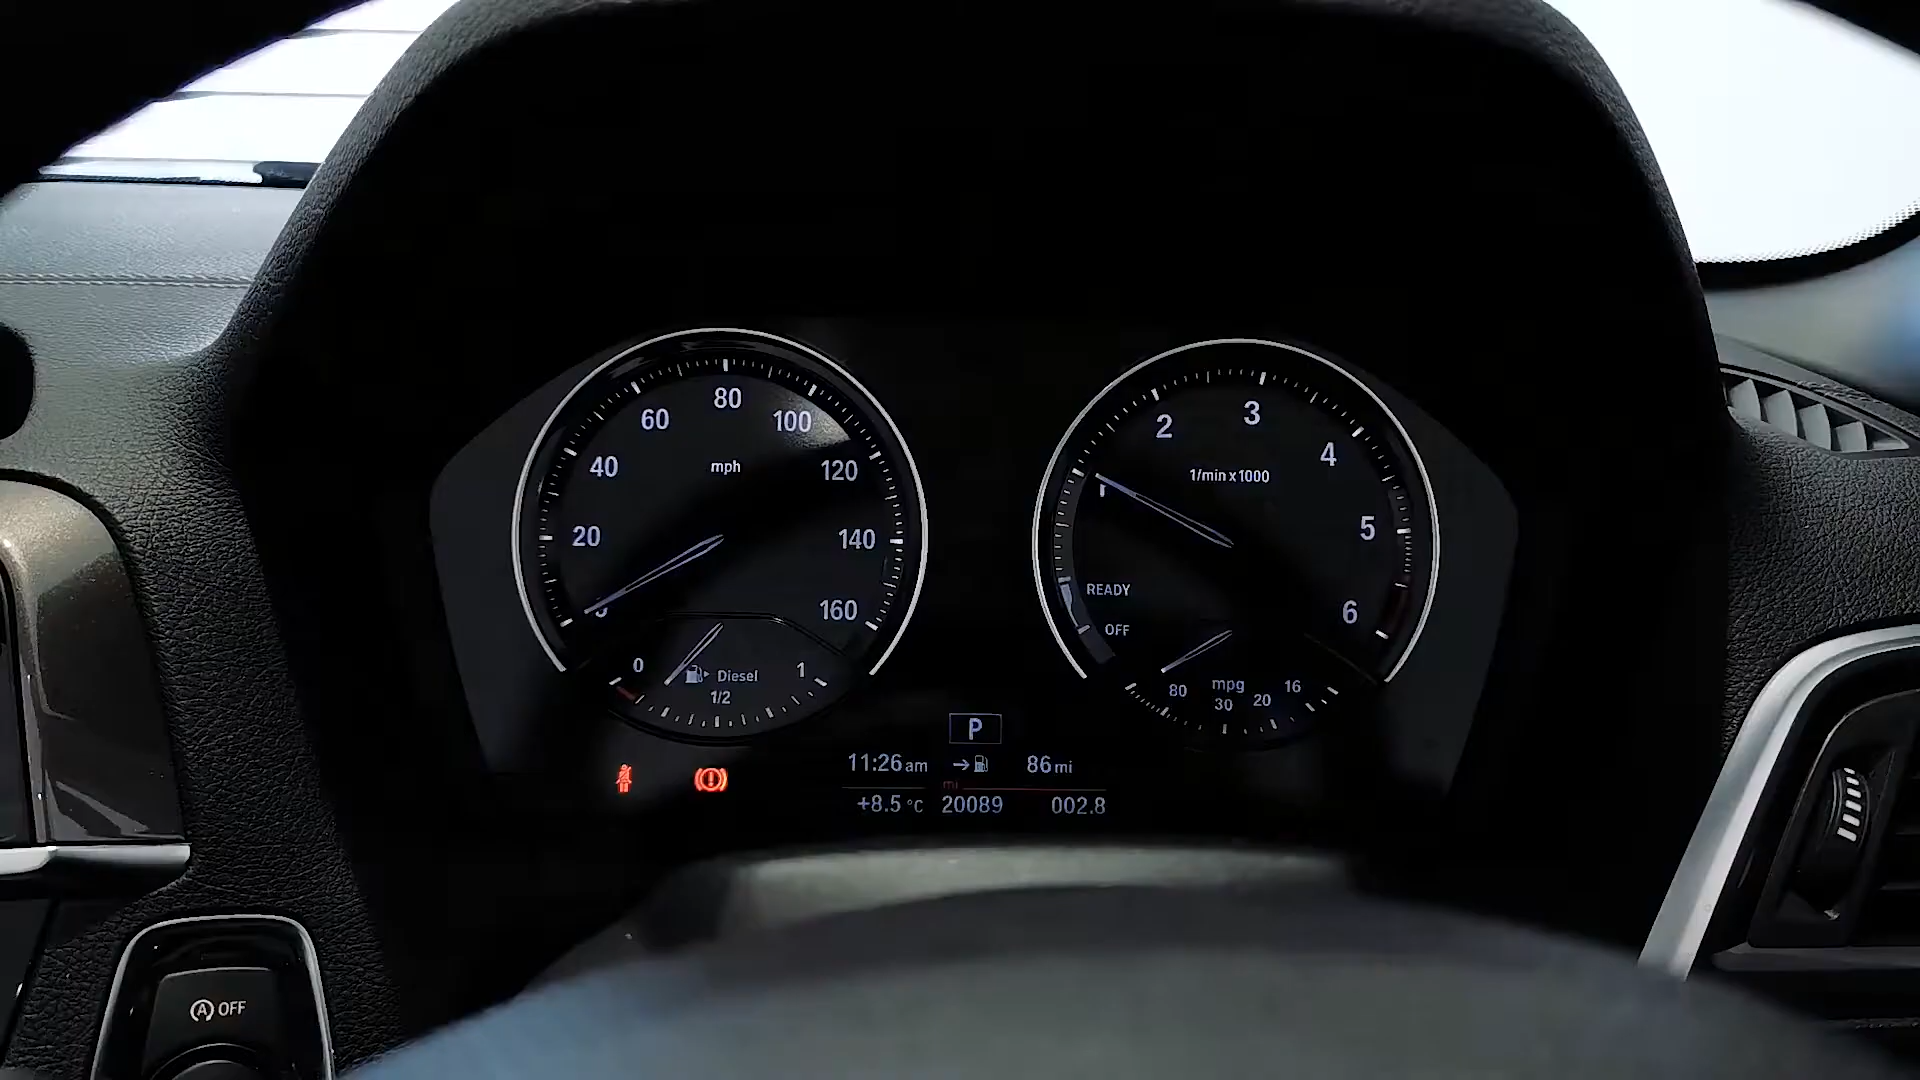 80
60
100
40
mph
120
20
140
160
0
Diesel
1
1/2
3
2
4
1/min x 1000
5
READY
6
OFF
80
mpg
16
30
20
P
11:26 am
86 mi
mi
+8.5 °C
20089
002.8
A OFF